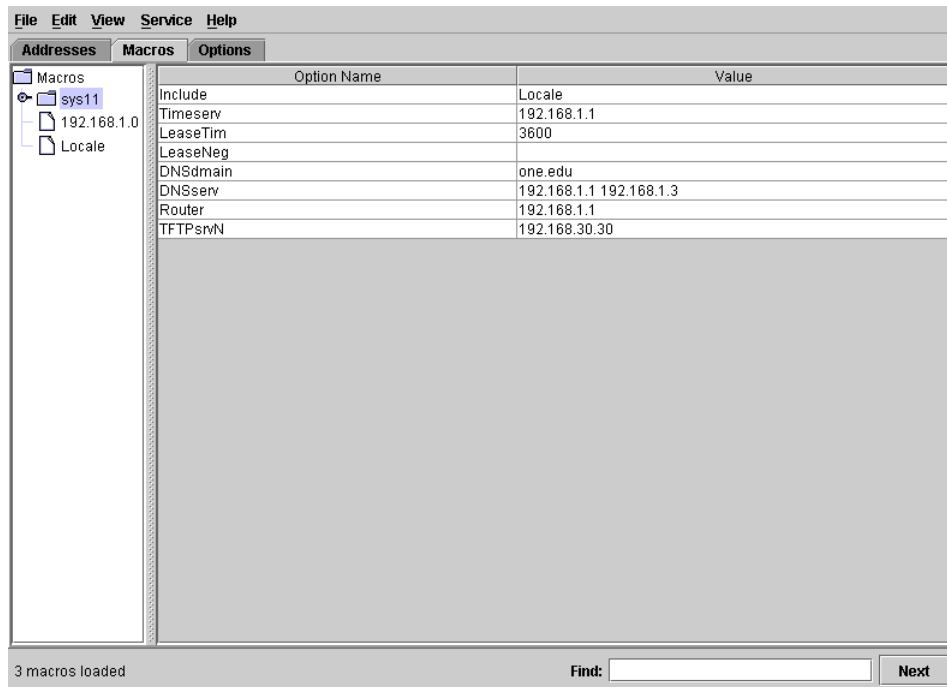 File Edit View Service Help
Addresses Macros Options
Macros
sys11
192.168.1.0
Locale
Option Name Value
Include Locale
Timeserv 192.168.1.1
LeaseTim 3600
LeaseNeg
DNSdmain one.edu
DNSserv 192.168.1.1 192.168.1.3
Router 192.168.1.1
TFTPsrvN 192.168.30.30
3 macros loaded Find: Next